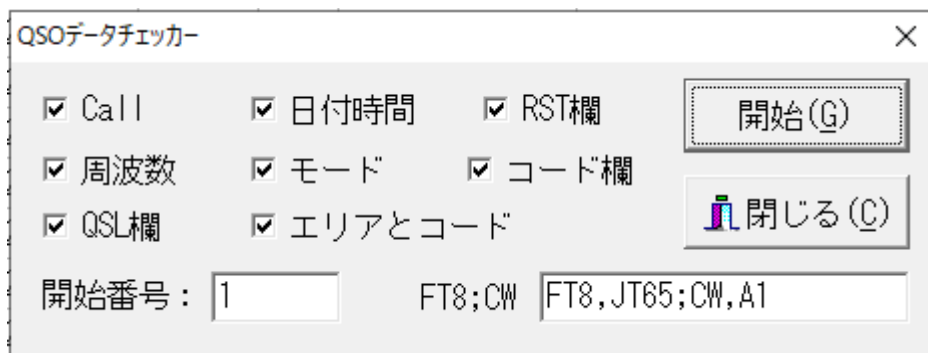 QSOデータチェッカー
Call 日付時間 RST欄 開始(G)
周波数 モード コード欄
QSL欄 エリアとコード 閉じる(C)
開始番号： 1 FT8;CW FT8,JT65;CW,A1